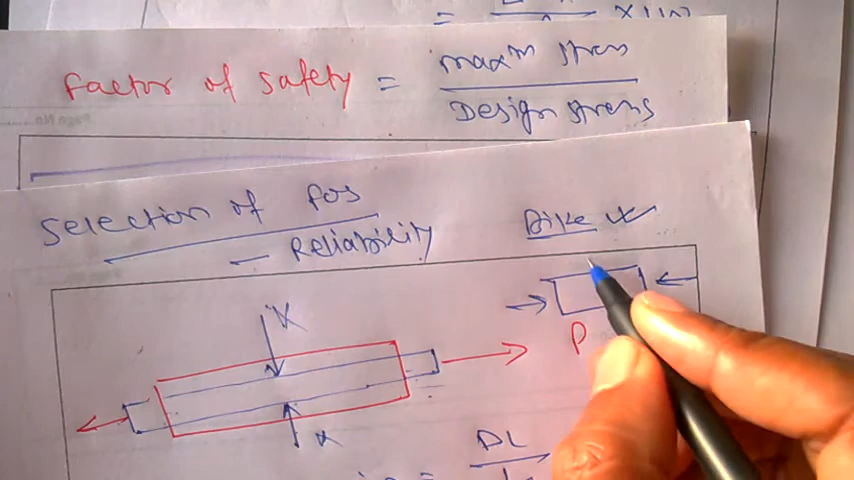 Factor of safety = maxm stress
Design stress
Selection of fos
- Reliability
Bike
P
DL
=